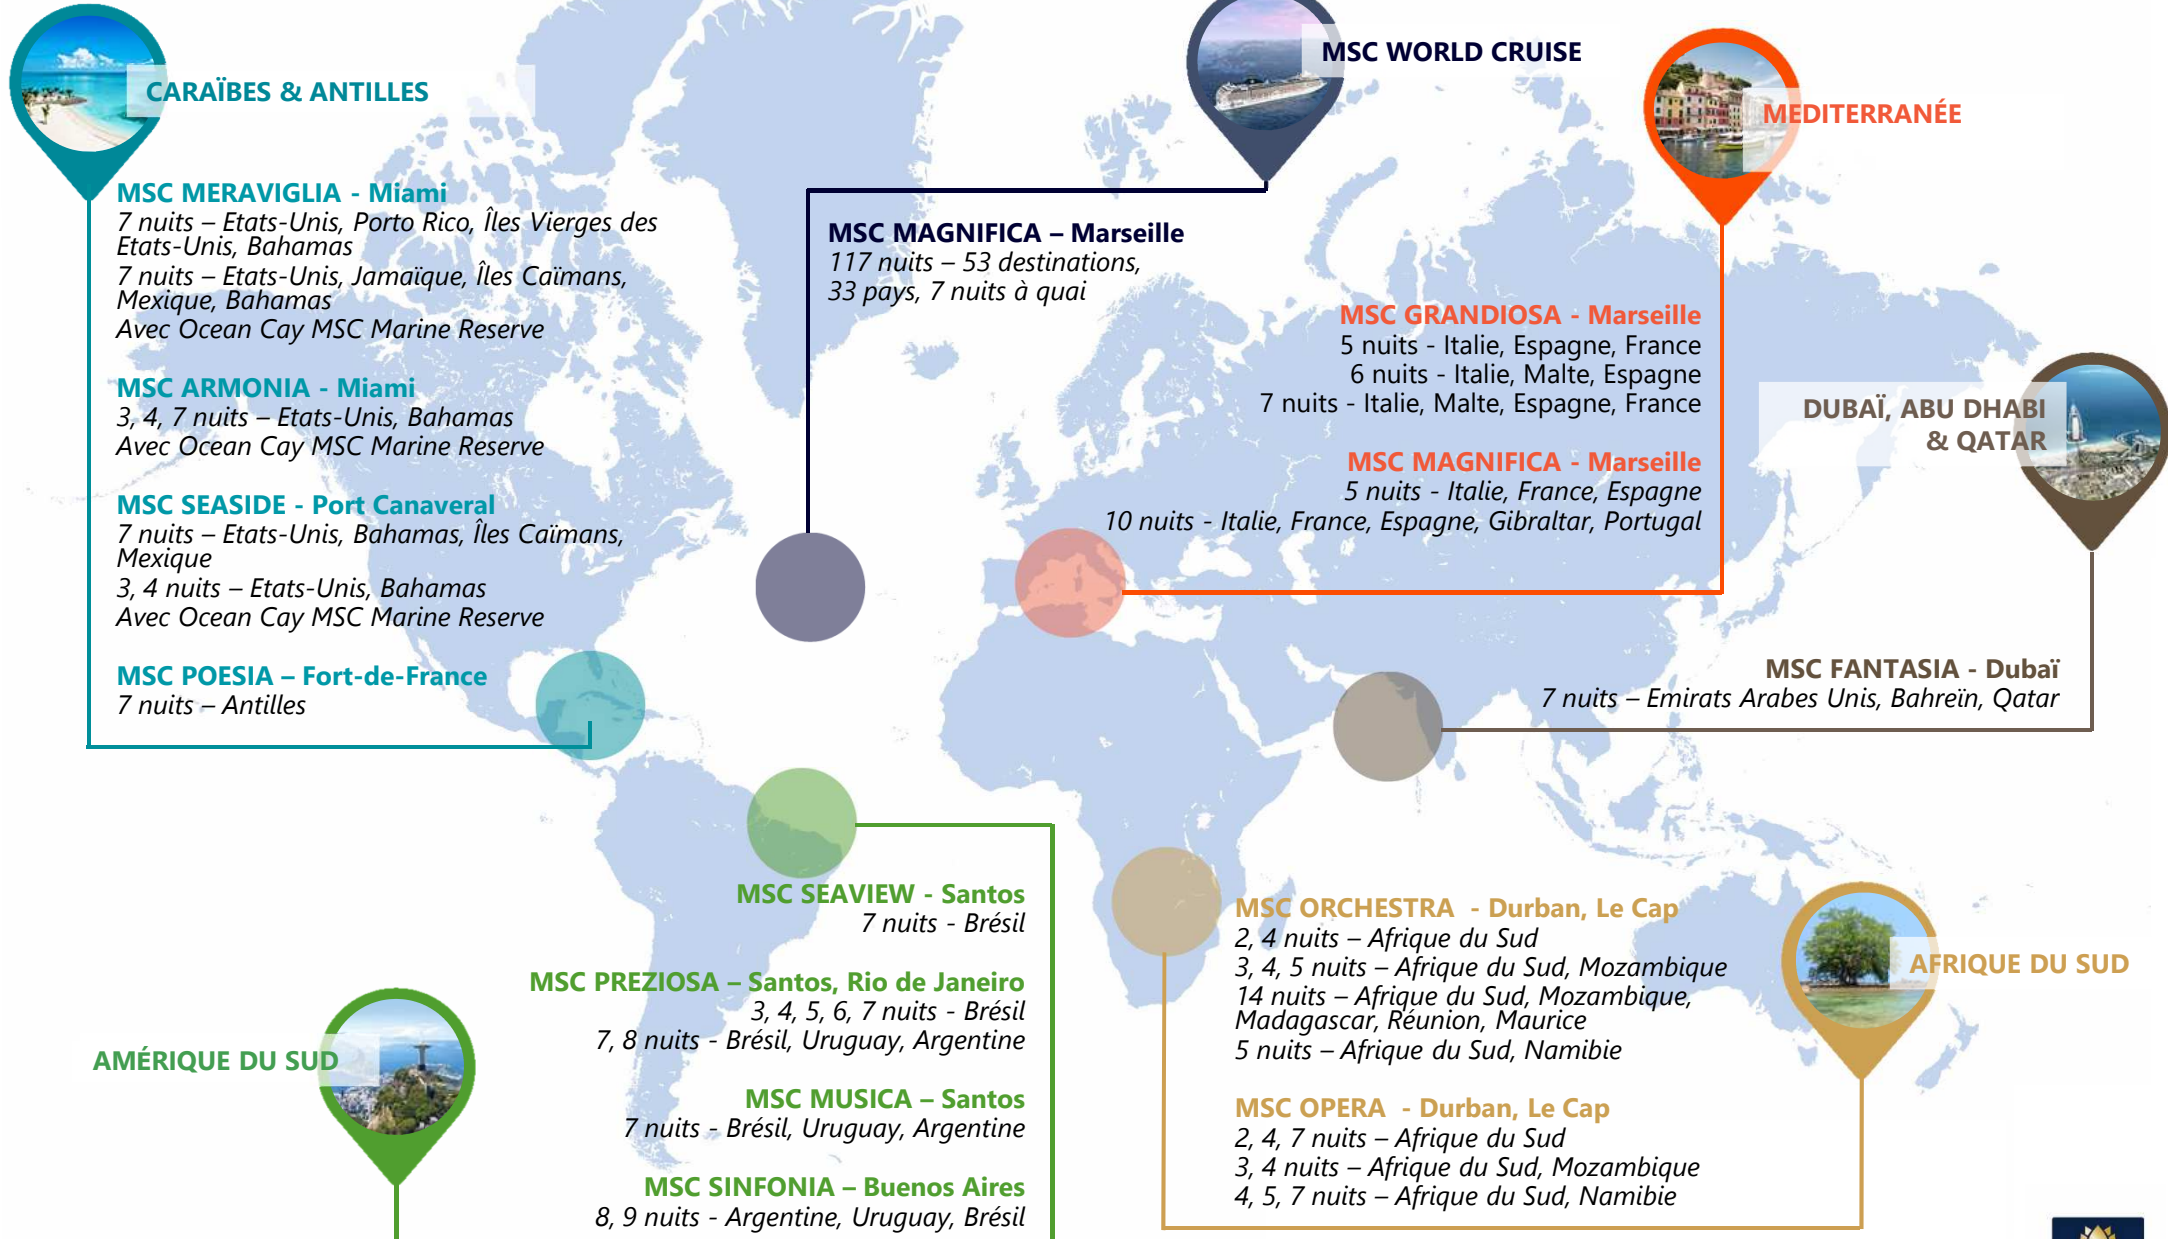 CARAÏBES & ANTILLES
MSC MERAVIGLIA - Miami
7 nuits – Etats-Unis, Porto Rico, Îles Vierges des
Etats-Unis, Bahamas
7 nuits – Etats-Unis, Jamaïque, Îles Caïmans,
Mexique, Bahamas
Avec Ocean Cay MSC Marine Reserve
MSC ARMONIA - Miami
3, 4, 7 nuits – Etats-Unis, Bahamas
Avec Ocean Cay MSC Marine Reserve
MSC SEASIDE - Port Canaveral
7 nuits – Etats-Unis, Bahamas, Îles Caïmans,
Mexique
3, 4 nuits – Etats-Unis, Bahamas
Avec Ocean Cay MSC Marine Reserve
MSC POESIA – Fort-de-France
7 nuits – Antilles
MSC WORLD CRUISE
MSC MAGNIFICA – Marseille
117 nuits – 53 destinations,
33 pays, 7 nuits à quai
MEDITERRANÉE
MSC GRANDIOSA - Marseille
5 nuits - Italie, Espagne, France
6 nuits - Italie, Malte, Espagne
7 nuits - Italie, Malte, Espagne, France
MSC MAGNIFICA - Marseille
5 nuits - Italie, France, Espagne
10 nuits - Italie, France, Espagne, Gibraltar, Portugal
DUBAÏ, ABU DHABI
& QATAR
MSC FANTASIA - Dubaï
7 nuits – Emirats Arabes Unis, Bahreïn, Qatar
AMÉRIQUE DU SUD
MSC SEAVIEW - Santos
7 nuits - Brésil
MSC PREZIOSA – Santos, Rio de Janeiro
3, 4, 5, 6, 7 nuits - Brésil
7, 8 nuits - Brésil, Uruguay, Argentine
MSC MUSICA – Santos
7 nuits - Brésil, Uruguay, Argentine
MSC SINFONIA – Buenos Aires
8, 9 nuits - Argentine, Uruguay, Brésil
AFRIQUE DU SUD
MSC ORCHESTRA - Durban, Le Cap
2, 4 nuits – Afrique du Sud
3, 4, 5 nuits – Afrique du Sud, Mozambique
14 nuits – Afrique du Sud, Mozambique,
Madagascar, Réunion, Maurice
5 nuits – Afrique du Sud, Namibie
MSC OPERA - Durban, Le Cap
2, 4, 7 nuits – Afrique du Sud
3, 4 nuits – Afrique du Sud, Mozambique
4, 5, 7 nuits – Afrique du Sud, Namibie